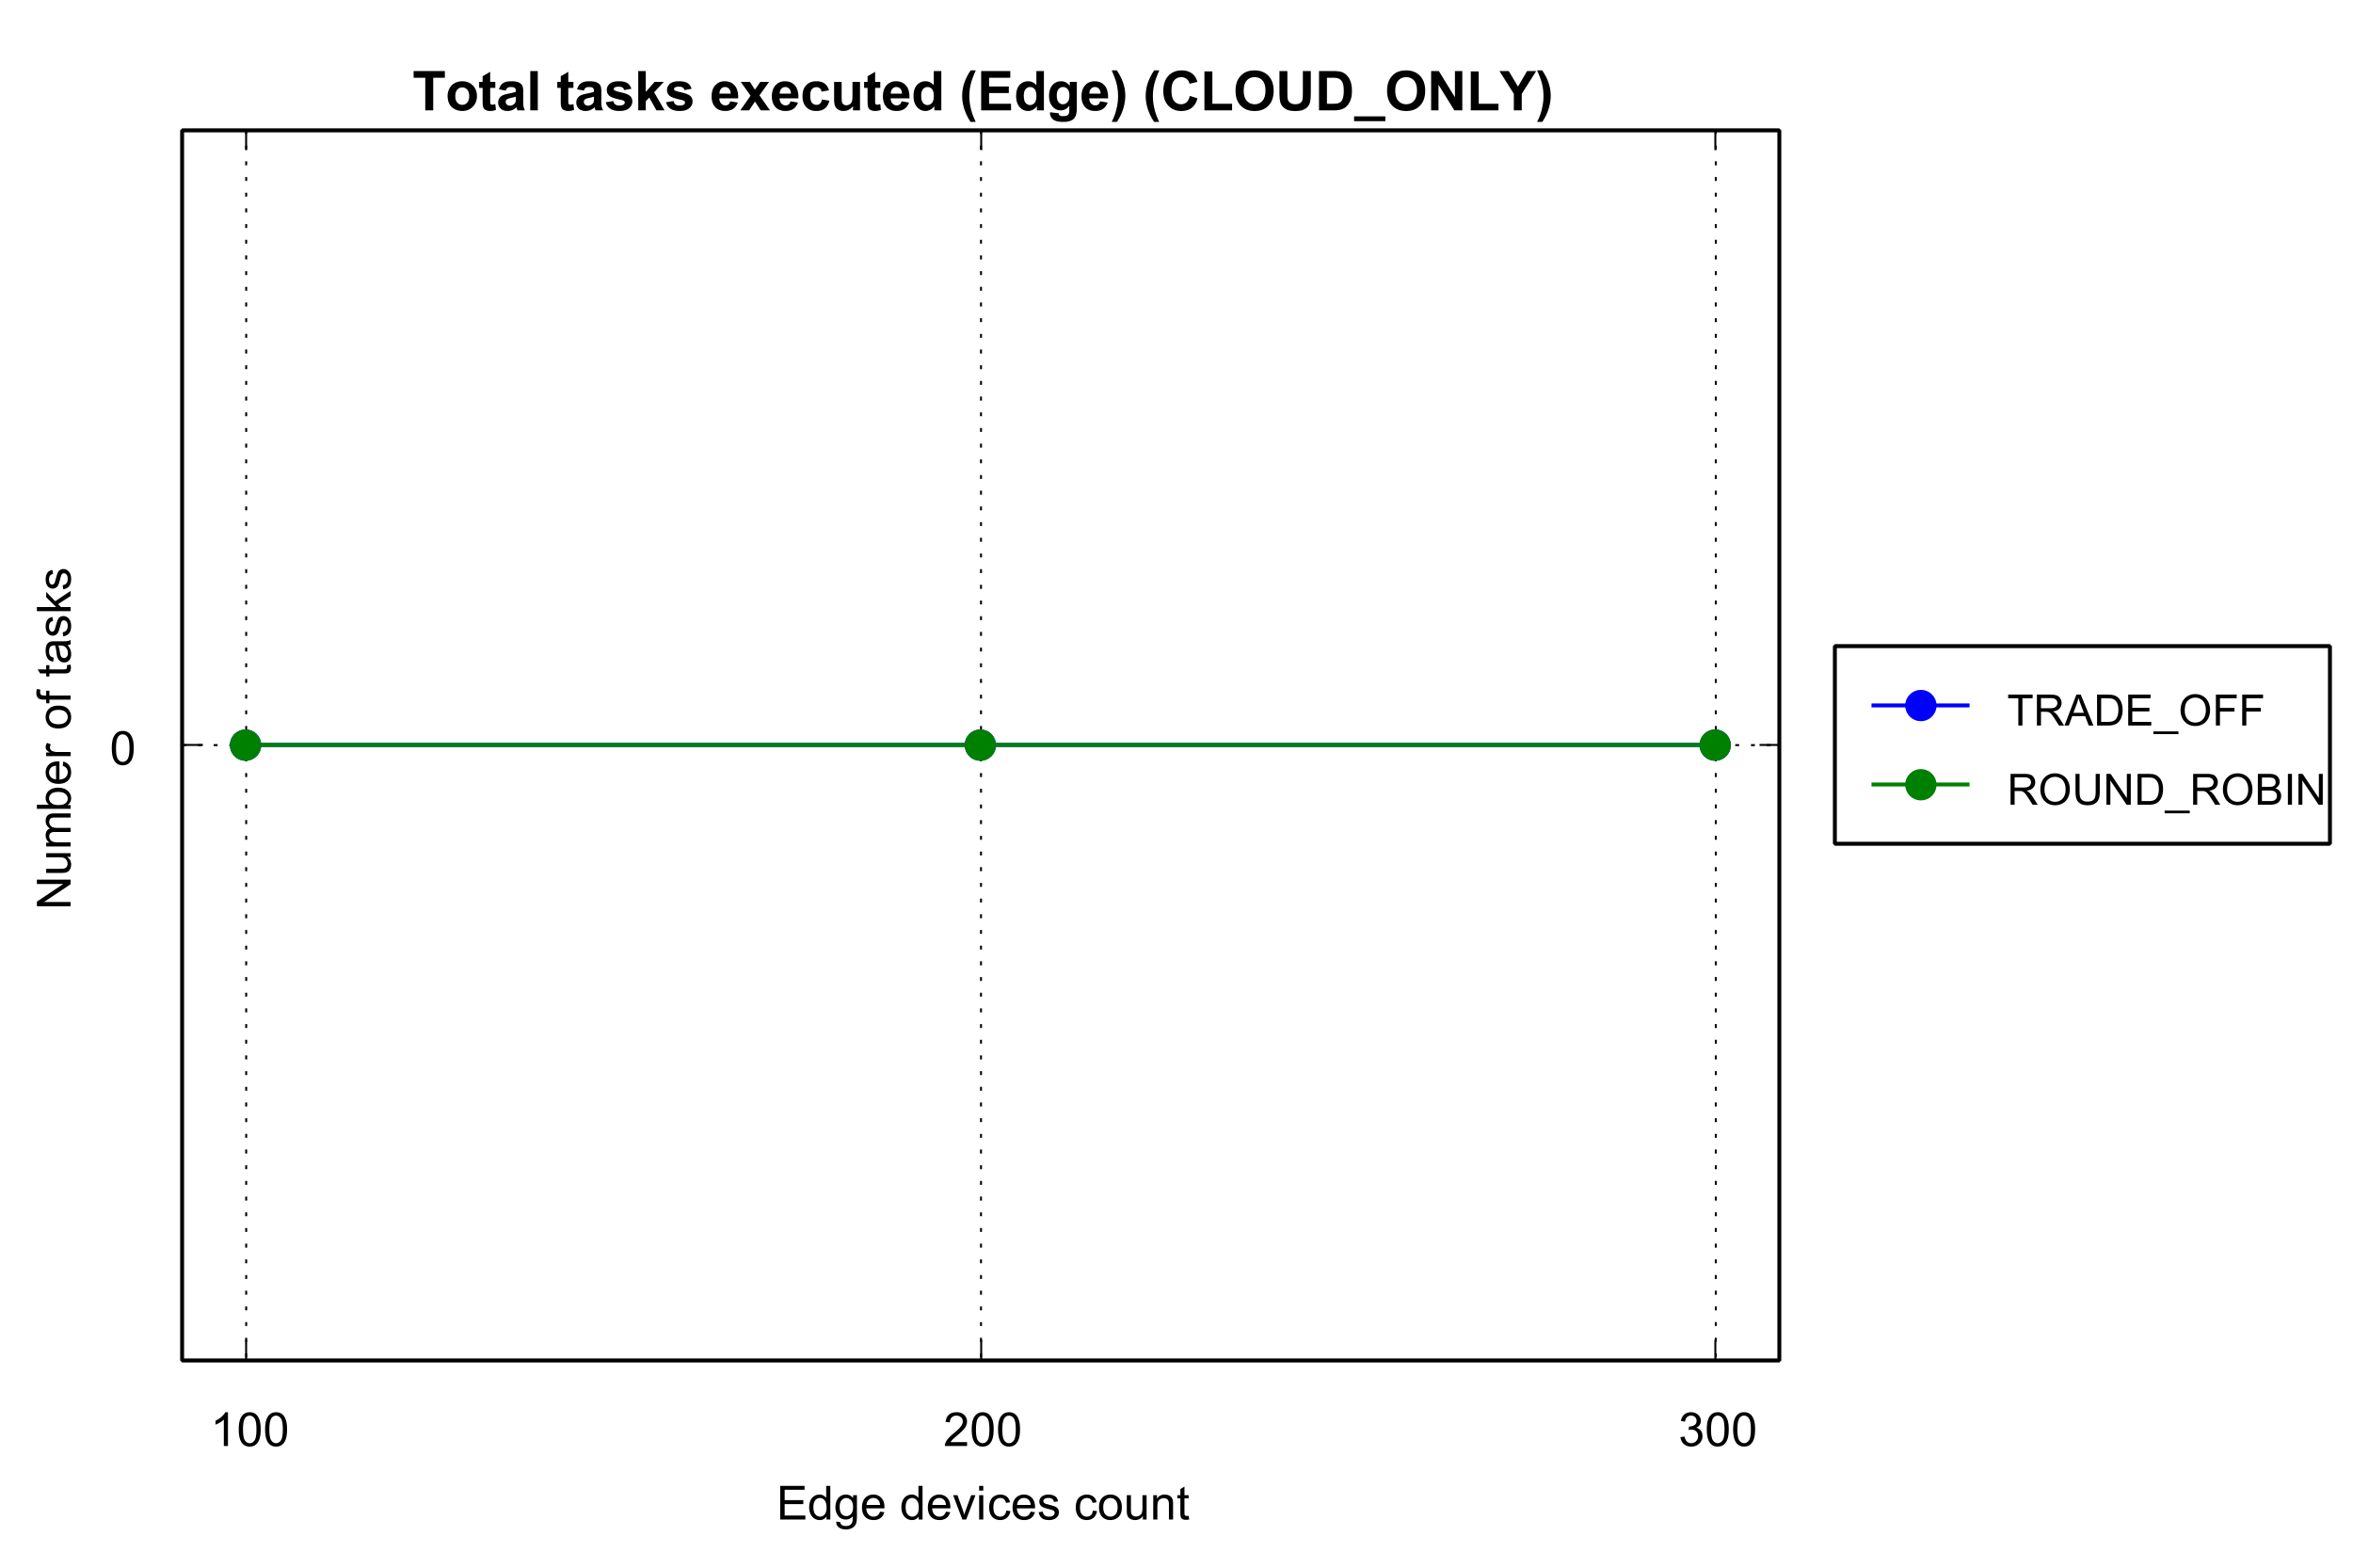 Total tasks executed (Edge) (CLOUD_ONLY)
Number of tasks
0
TRADE_OFF
ROUND_ROBIN
100 200 300
Edge devices count